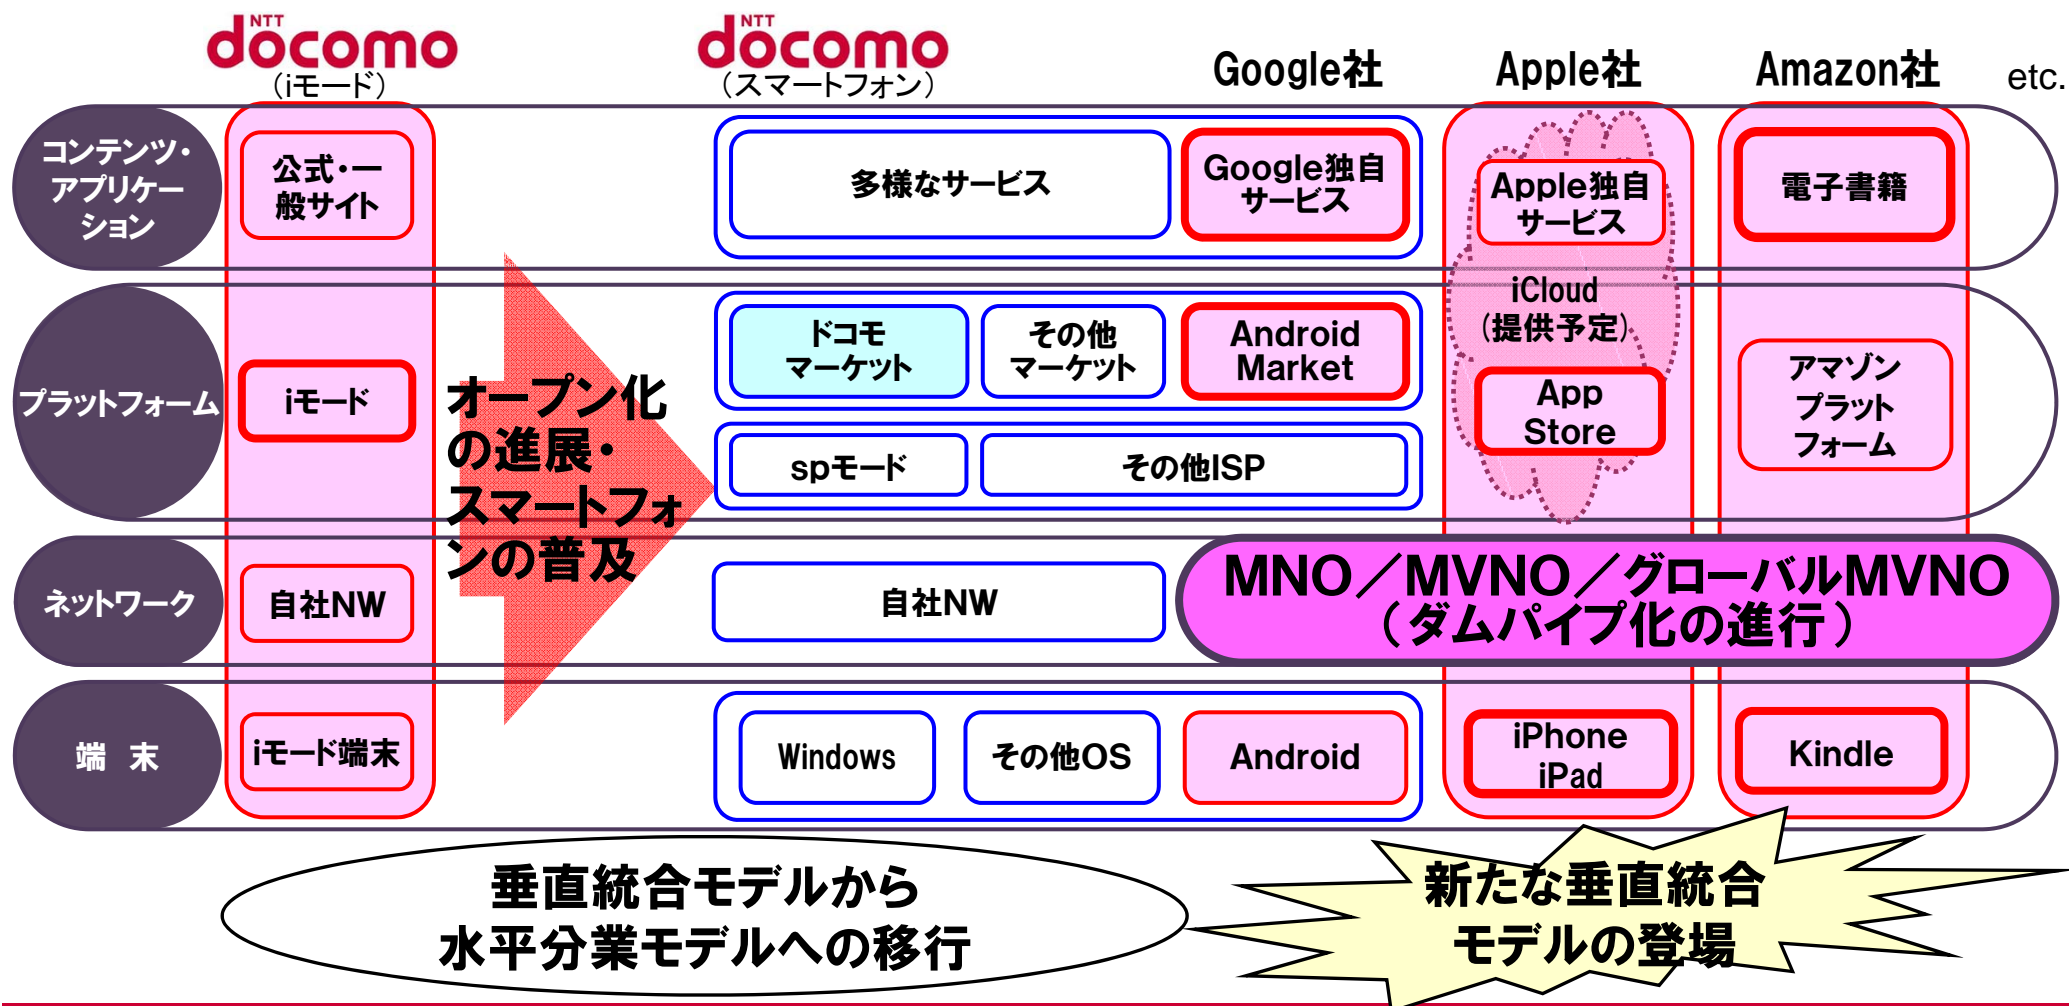 NTT
docomo
(iモード)
NTT
docomo
(スマートフォン)
Google社
Apple社
Amazon社
etc.
コンテンツ・
アプリケー
ション
公式・一
般サイト
多様なサービス
Google独自
サービス
Apple独自
サービス
電子書籍
プラットフォーム
iモード
オープン化
の進展・
スマートフォ
ンの普及
ドコモ
マーケット
その他
マーケット
Android
Market
iCloud
(提供予定)
App
Store
アマゾン
プラット
フォーム
spモード
その他ISP
ネットワーク
自社NW
自社NW
MNO/MVNO/グローバルMVNO
(ダムパイプ化の進行)
端 末
iモード端末
Windows
その他OS
Android
iPhone
iPad
Kindle
垂直統合モデルから
水平分業モデルへの移行
新たな垂直統合
モデルの登場